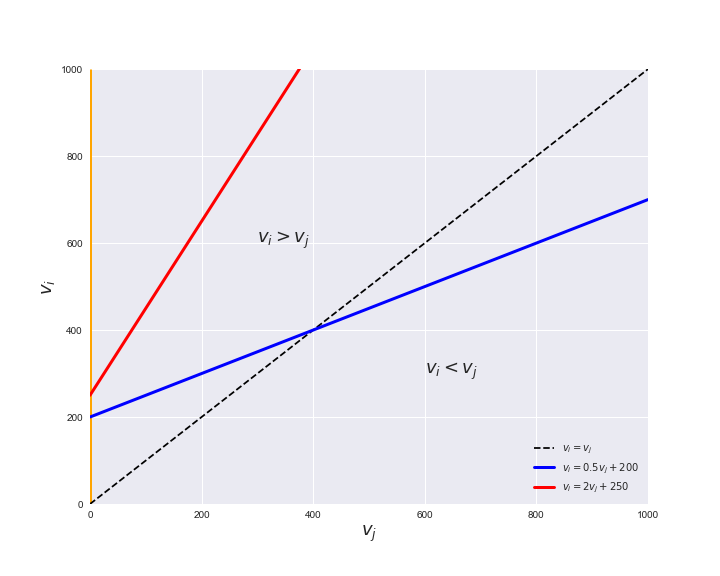 1000
800
600
400
200
0
v_i
v_i > v_j
v_i < v_j
v_i = v_j
v_i = 0.5v_j + 200
v_i = 2v_j + 250
0 200 400 600 800 1000
v_j